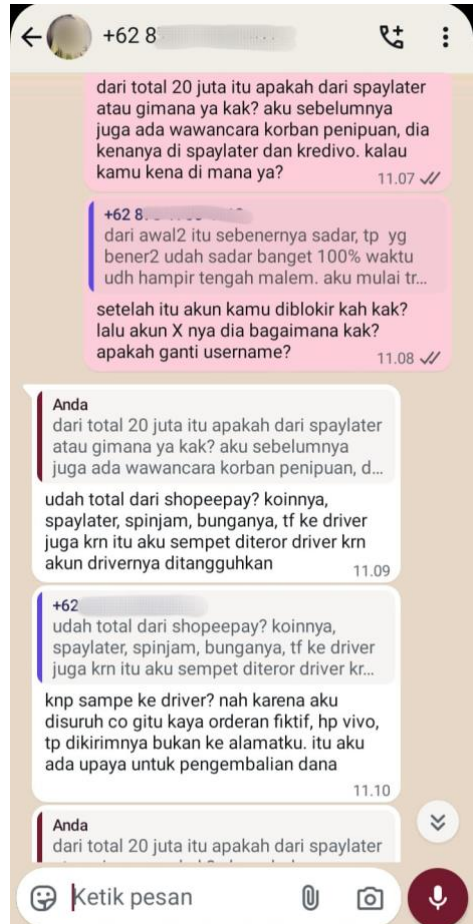 +62 8
dari total 20 juta itu apakah dari spaylater
atau gimana ya kak? aku sebelumnya
juga ada wawancara korban penipuan, dia
kenanya di spaylater dan kredivo. kalau
kamu kena di mana ya?
11.07
+62 8
dari awal2 itu sebenernya sadar, tp yg
bener2 udah sadar banget 100% waktu
udh hampir tengah malem. aku mulai tr...
setelah itu akun kamu diblokir kah kak?
lalu akun X nya dia bagaimana kak?
apakah ganti username?
11.08
Anda
dari total 20 juta itu apakah dari spaylater
atau gimana ya kak? aku sebelumnya
juga ada wawancara korban penipuan, d...
udah total dari shopeepay? koinnya,
spaylater, spinjam, bunganya, tf ke driver
juga krn itu aku sempet diteror driver krn
akun drivernya ditangguhkan
11.09
+62
udah total dari shopeepay? koinnya,
spaylater, spinjam, bunganya, tf ke driver
juga krn itu aku sempet diteror driver kr...
knp sampe ke driver? nah karena aku
disuruh co gitu kaya orderan fiktif, hp vivo,
tp dikirimnya bukan ke alamatku. itu aku
ada upaya untuk pengembalian dana
11.10
Anda
dari total 20 juta itu apakah dari spaylater
Ketik pesan